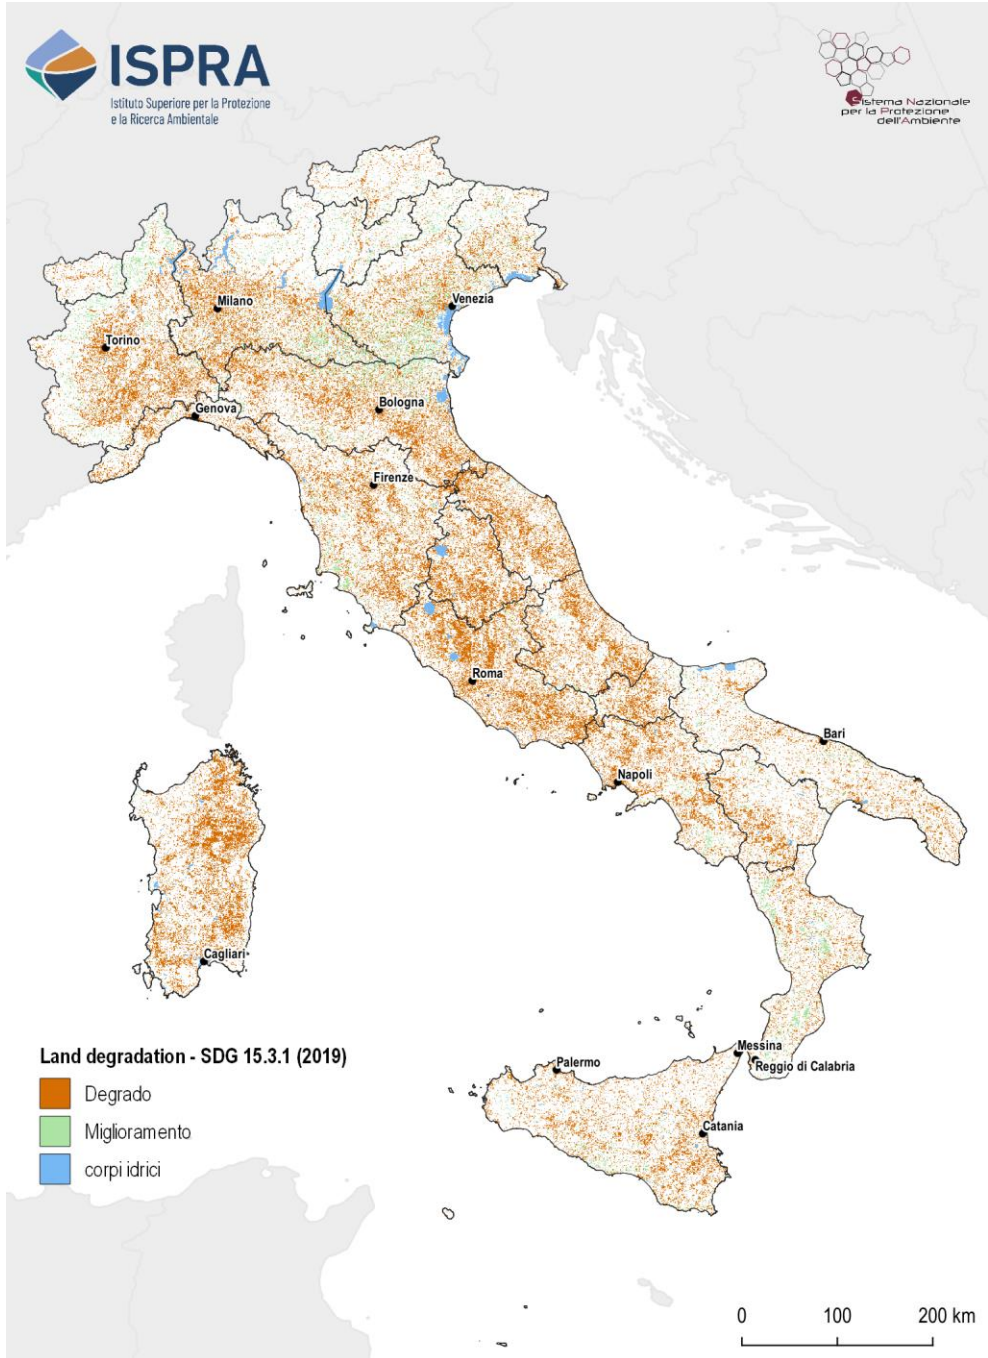 ISPRA
Istituto Superiore per la Protezione
e la Ricerca Ambientale
Sistema Nazionale
per la Protezione
dell'Ambiente
Milano
Venezia
Torino
Bologna
Genova
Firenze
Roma
Bari
Napoli
Cagliari
Messina
Palermo
Reggio di Calabria
Catania
Land degradation - SDG 15.3.1 (2019)
Degrado
Miglioramento
corpi idrici
0 100 200 km